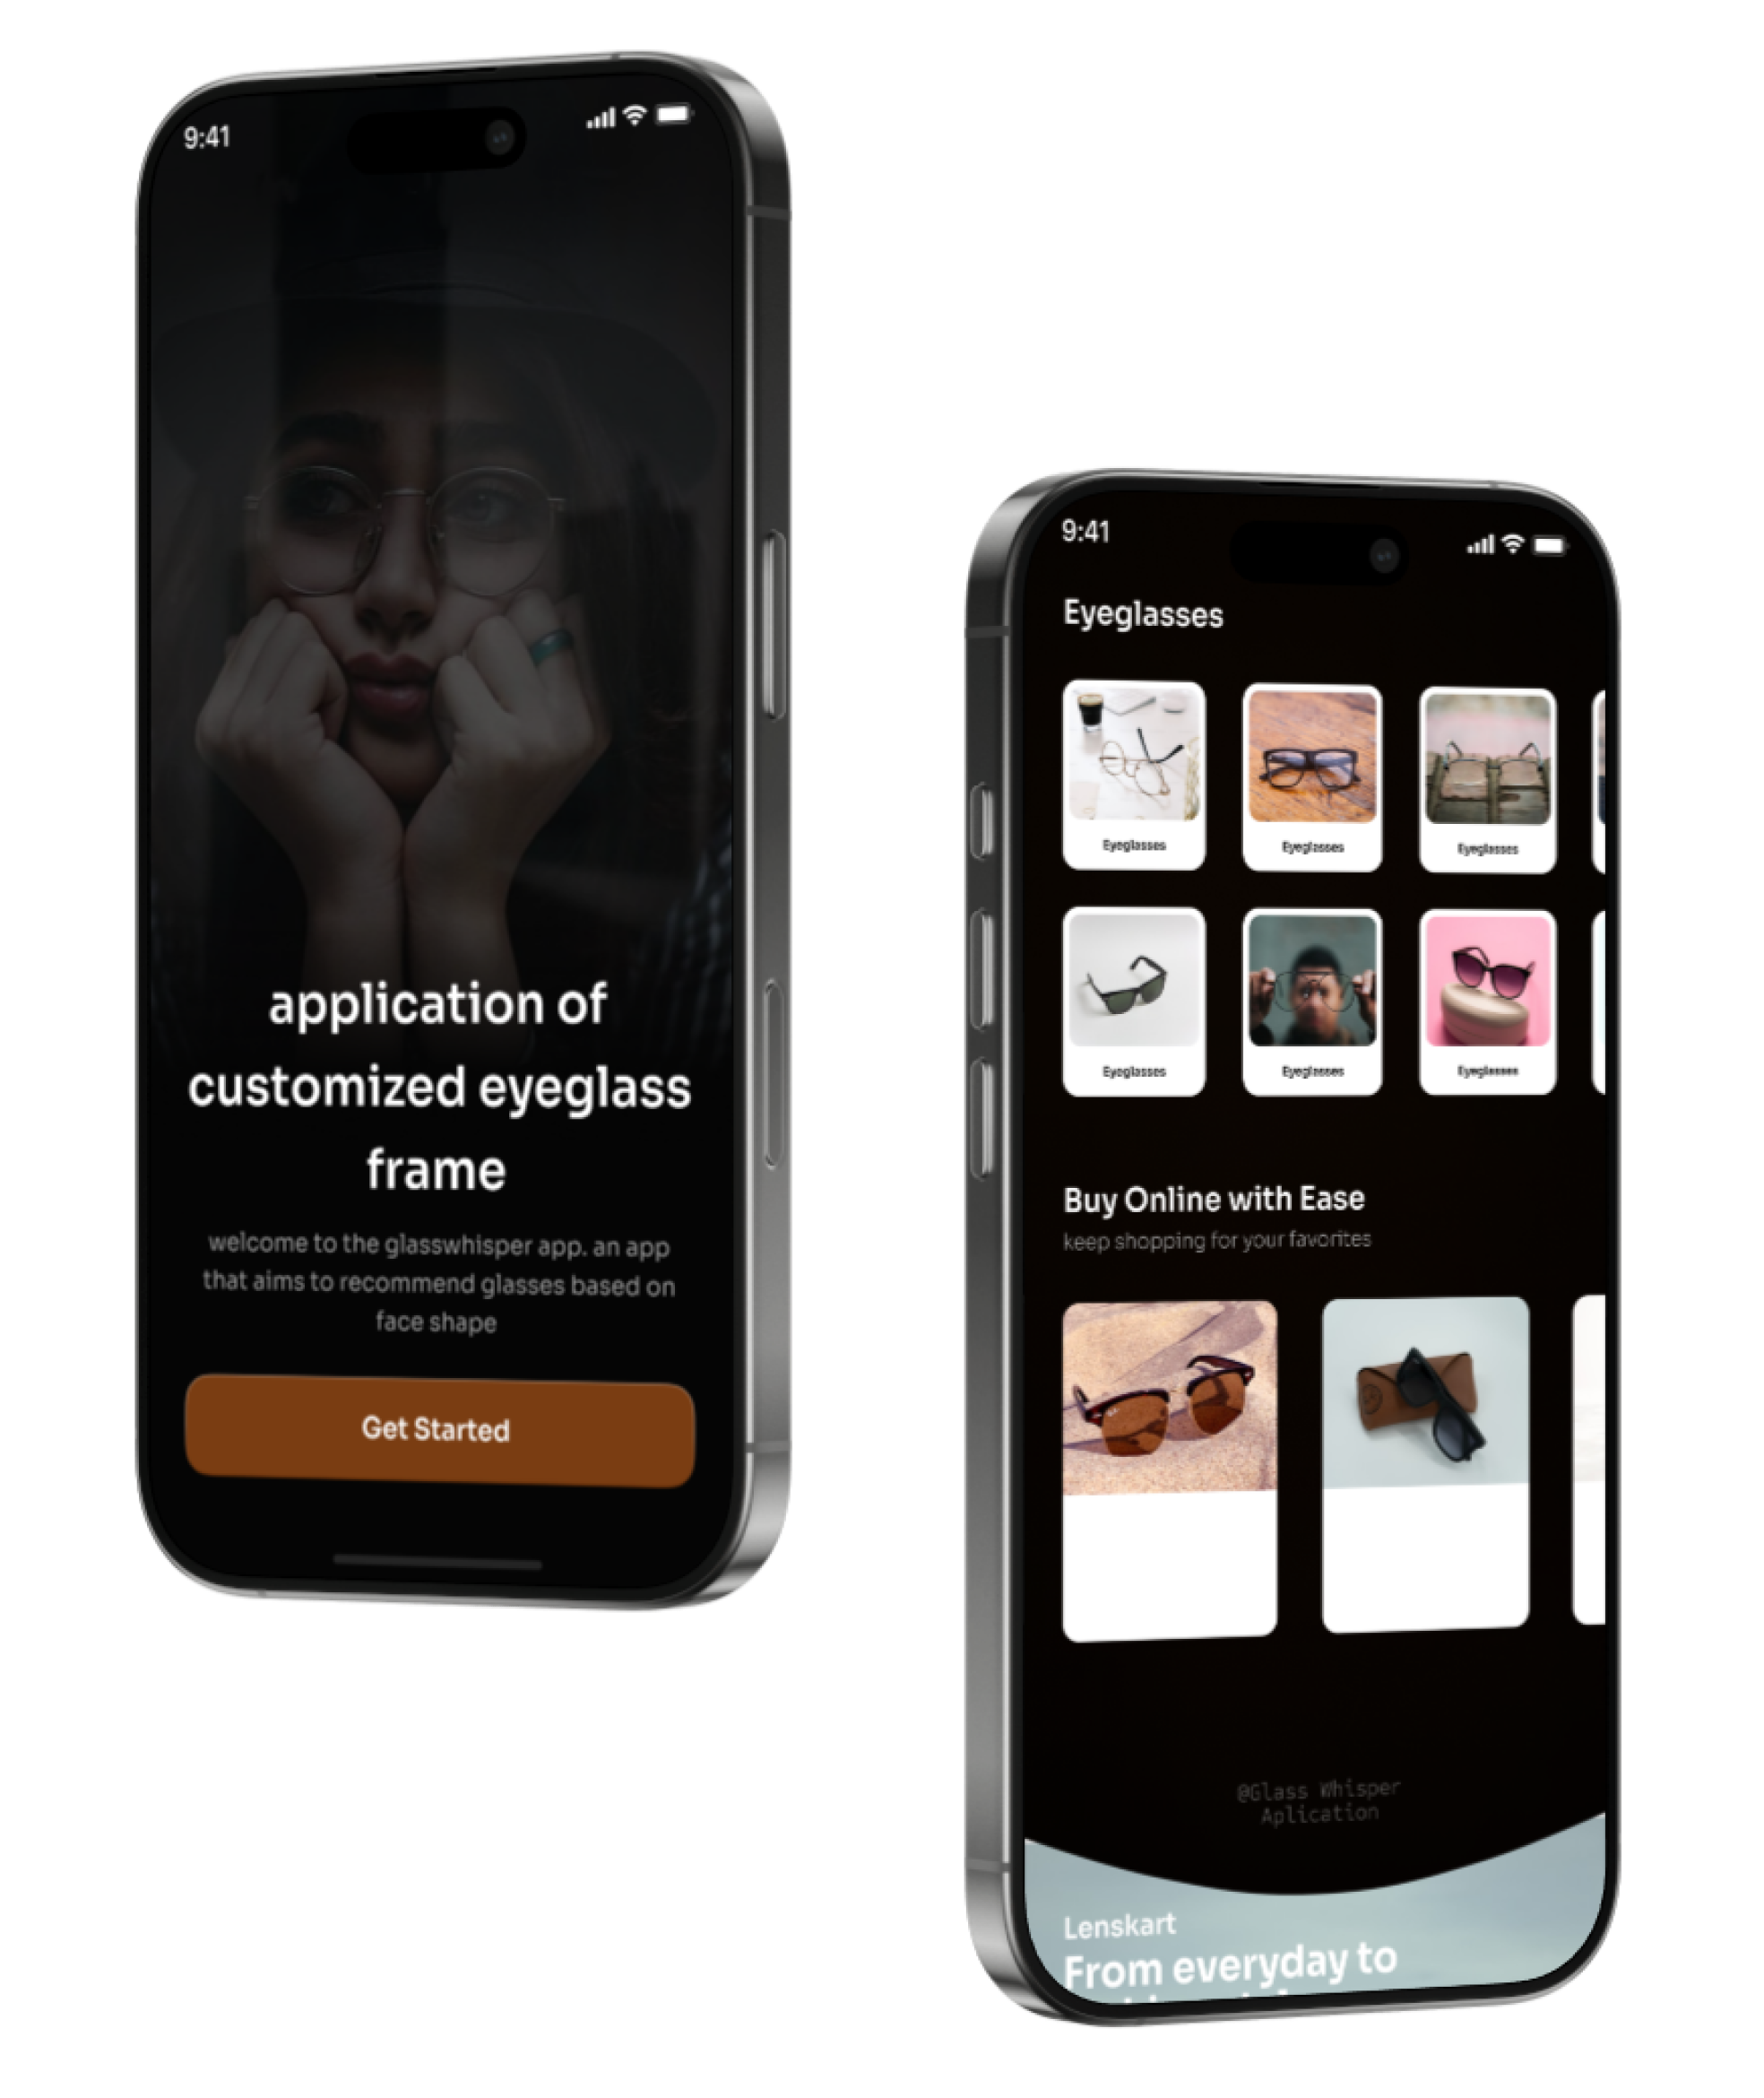 9:41
application of
customized eyeglass
frame
welcome to the glasswhisper app. an app
that aims to recommend glasses based on
face shape
Get Started
9:41
Eyeglasses
Eyeglasses
Eyeglasses
Eyeglasses
Eyeglasses
Eyeglasses
Eyeglasses
Buy Online with Ease
keep shopping for your favorites
@Glass Whisper
Aplication
Lenskart
From everyday to